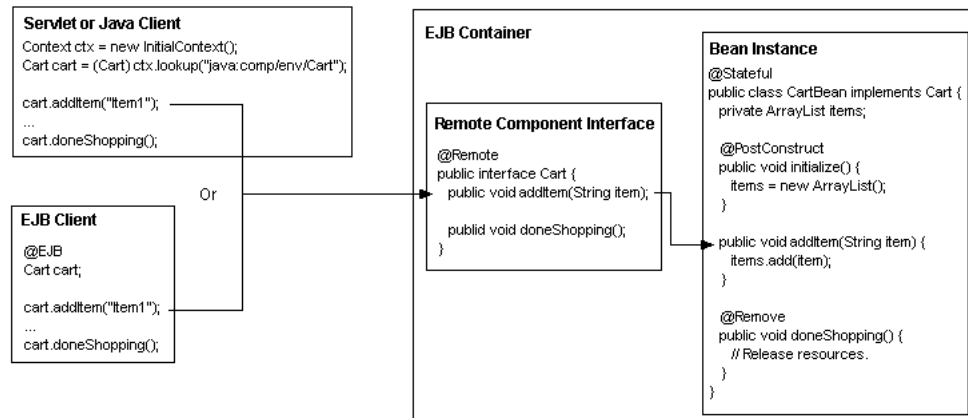 Servlet or Java Client
Context ctx = new InitialContext();
Cart cart = (Cart) ctx.lookup("java:comp/env/Cart");
cart.addItem("Item1");
...
cart.doneShopping();
Or
EJB Client
@EJB
Cart cart;
cart.addItem("Item1");
...
cart.doneShopping();
EJB Container
Remote Component Interface
@Remote
public interface Cart {
public void addItem(String item);
publid void doneShopping();
}
Bean Instance
@Stateful
public class CartBean implements Cart {
private ArrayList items;
@PostConstruct
public void initialize() {
items = new ArrayList();
}
public void addItem(String item) {
items.add(item);
}
@Remove
public void doneShopping() {
// Release resources.
}
}